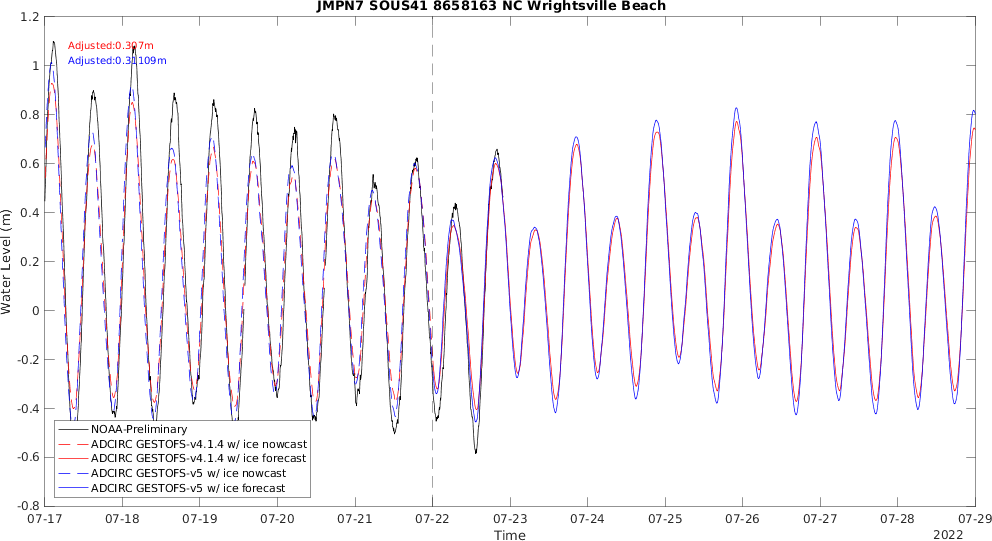 JMPN7 SOUS41 8658163 NC Wrightsville Beach
1.2
1
0.8
0.6
0.4
0.2
0
-0.2
-0.4
-0.6
-0.8
Water Level (m)
Adjusted:0.307m
Adjusted:0.31109m
NOAA-Preliminary
ADCIRC GESTOFS-v4.1.4 w/ ice nowcast
ADCIRC GESTOFS-v4.1.4 w/ ice forecast
ADCIRC GESTOFS-v5 w/ ice nowcast
ADCIRC GESTOFS-v5 w/ ice forecast
07-17 07-18 07-19 07-20 07-21 07-22 07-23 07-24 07-25 07-26 07-27 07-28 07-29
Time
2022